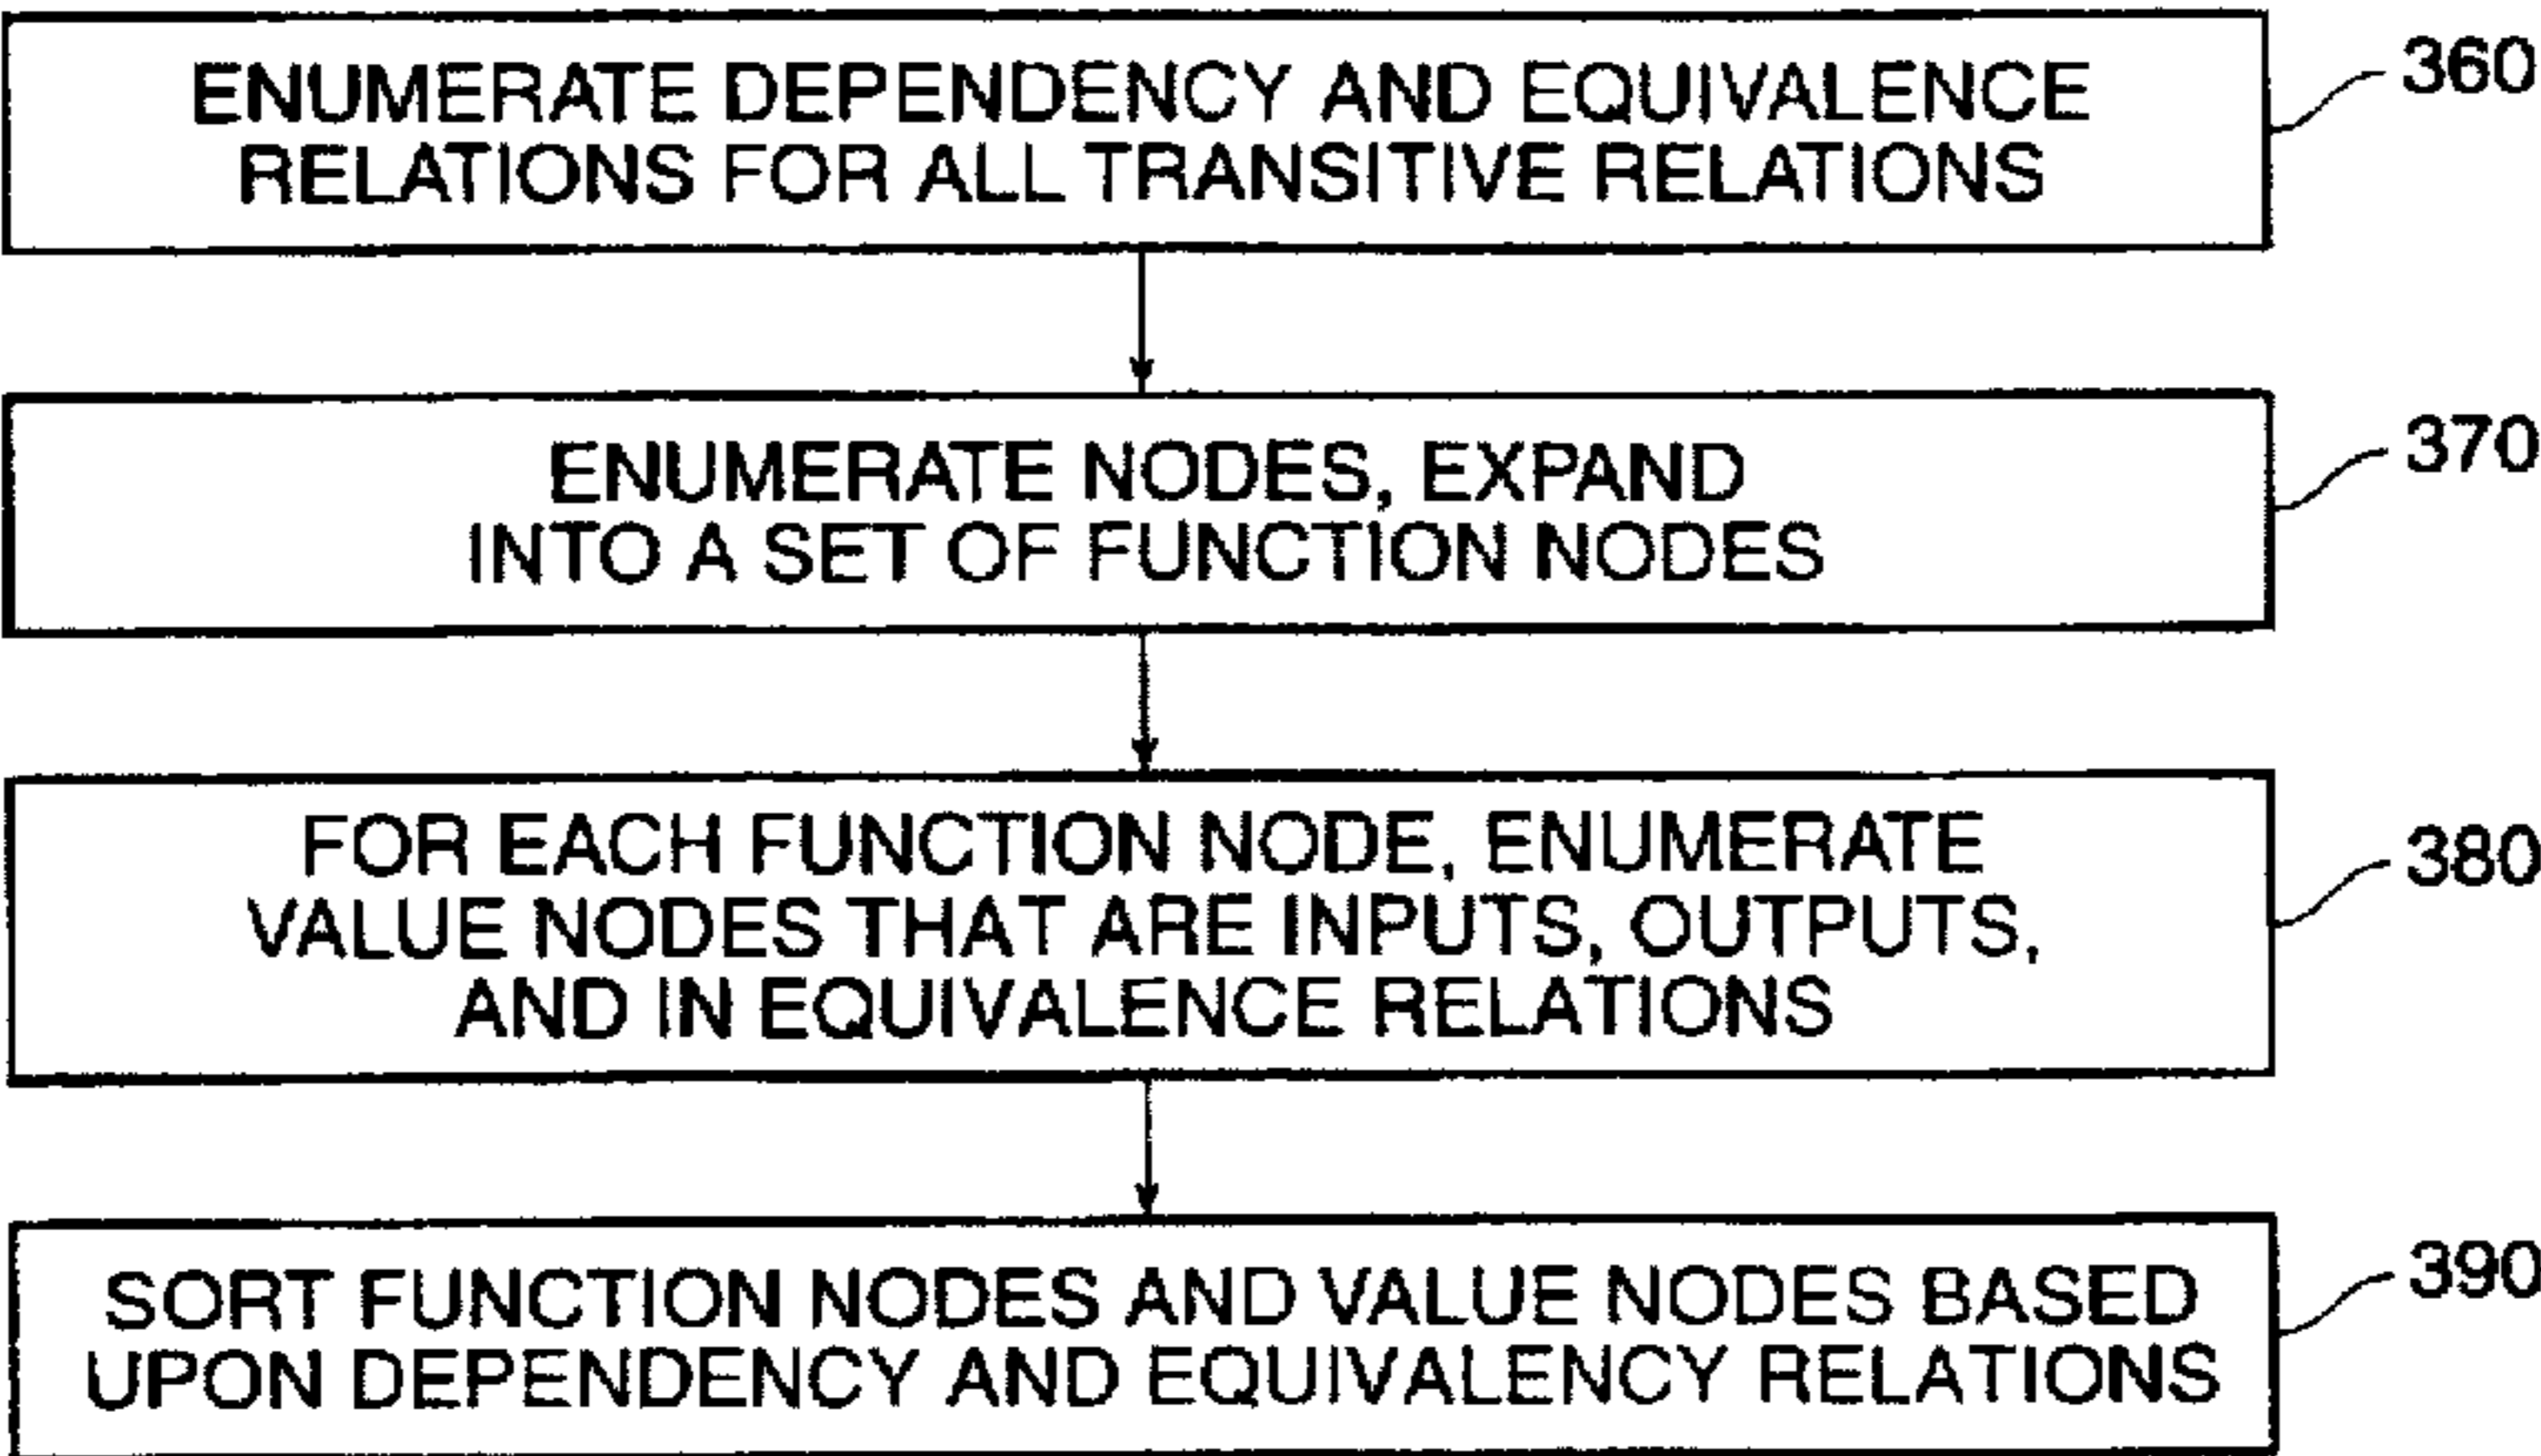 ENUMERATE DEPENDENCY AND EQUIVALENCE
RELATIONS FOR ALL TRANSITIVE RELATIONS
360
ENUMERATE NODES, EXPAND
INTO A SET OF FUNCTION NODES
370
FOR EACH FUNCTION NODE, ENUMERATE
VALUE NODES THAT ARE INPUTS, OUTPUTS,
AND IN EQUIVALENCE RELATIONS
380
SORT FUNCTION NODES AND VALUE NODES BASED
UPON DEPENDENCY AND EQUIVALENCY RELATIONS
390